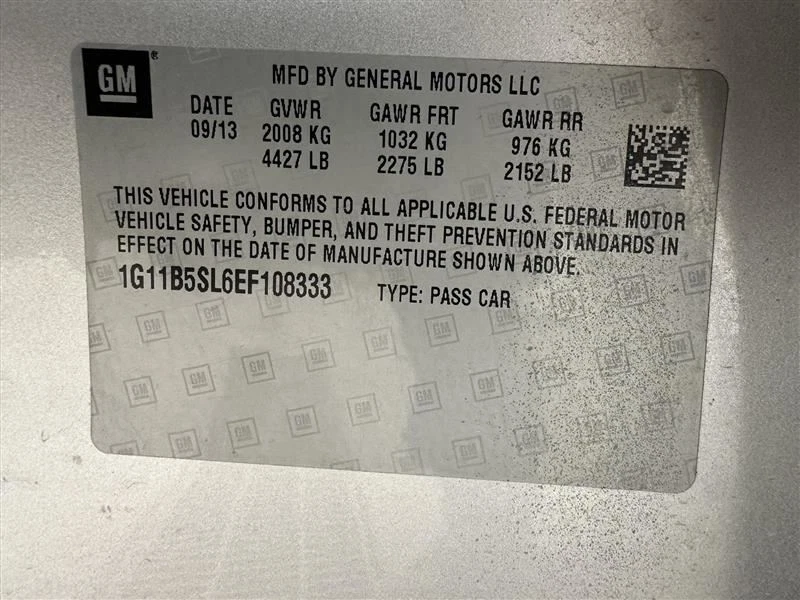 GM®
MFD BY GENERAL MOTORS LLC
DATE GVWR GAWR FRT GAWR RR
09/13 2008 KG 1032 KG 976 KG
4427 LB 2275 LB 2152 LB
THIS VEHICLE CONFORMS TO ALL APPLICABLE U.S. FEDERAL MOTOR
VEHICLE SAFETY, BUMPER, AND THEFT PREVENTION STANDARDS IN
EFFECT ON THE DATE OF MANUFACTURE SHOWN ABOVE.
1G11B5SL6EF108333 TYPE: PASS CAR